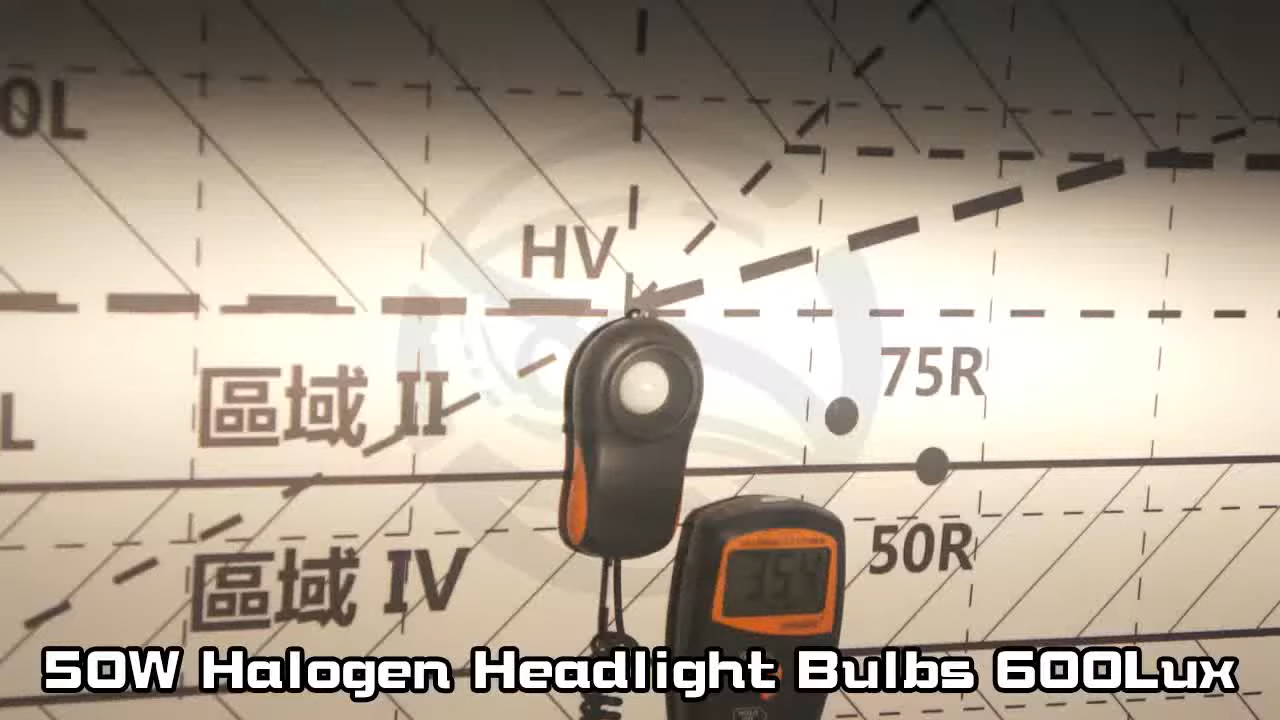 0L
HV
75R
區域 II
L
50R
區域 IV
50W Halogen Headlight Bulbs 600Lux